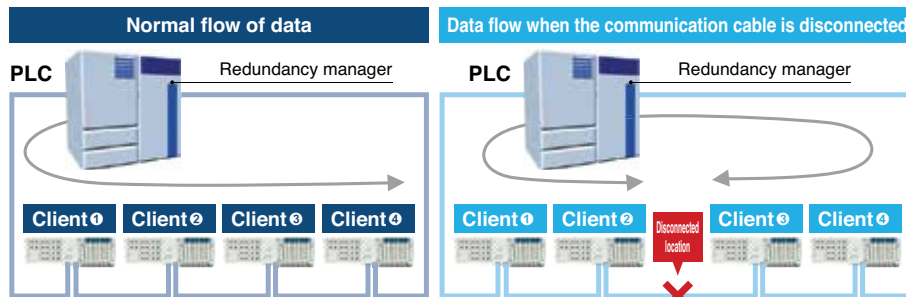 Normal flow of data
PLC
Redundancy manager
Client❶
Client❷
Client❸
Client❹
Data flow when the communication cable is disconnected
PLC
Redundancy manager
Client❶
Client❷
Disconnected
location
Client❸
Client❹